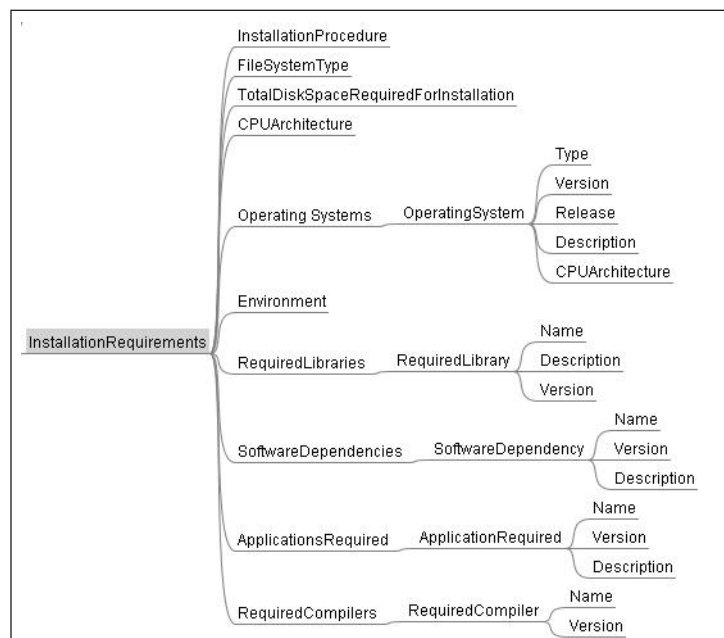 InstallationProcedure
FileSystemType
TotalDiskSpaceRequiredForInstallation
CPUArchitecture
Operating Systems
OperatingSystem
Type
Version
Release
Description
CPUArchitecture
Environment
InstallationRequirements
RequiredLibraries
RequiredLibrary
Name
Description
Version
SoftwareDependencies
SoftwareDependency
Name
Version
Description
ApplicationsRequired
ApplicationRequired
Name
Version
Description
RequiredCompilers
RequiredCompiler
Name
Version